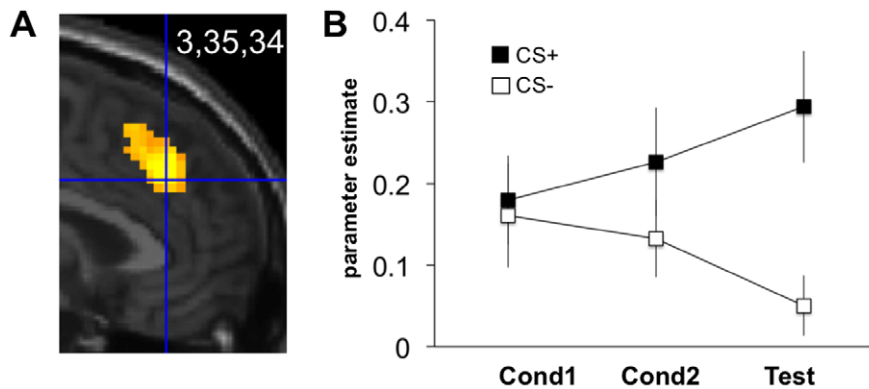 A
3,35,34
B
0.4
0.3
0.2
0.1
0
parameter estimate
CS+
CS-
Cond1 Cond2 Test